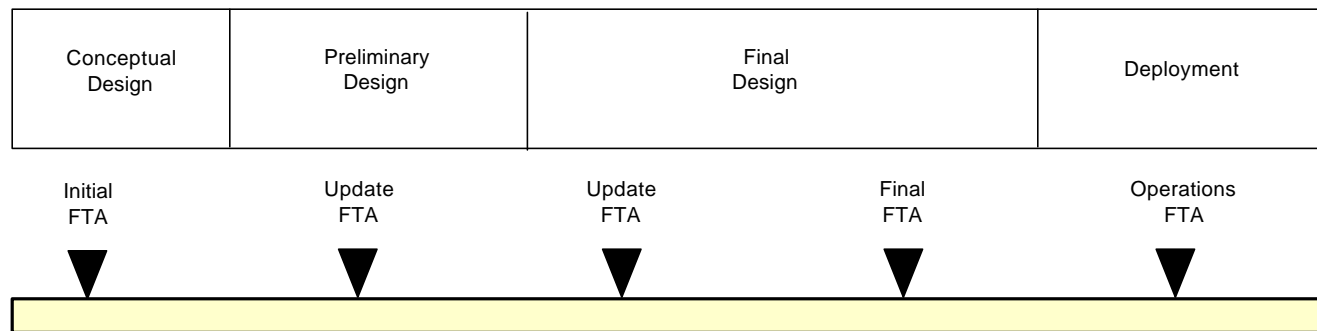 Conceptual
Design
Preliminary
Design
Final
Design
Deployment
Initial
FTA
Update
FTA
Update
FTA
Final
FTA
Operations
FTA